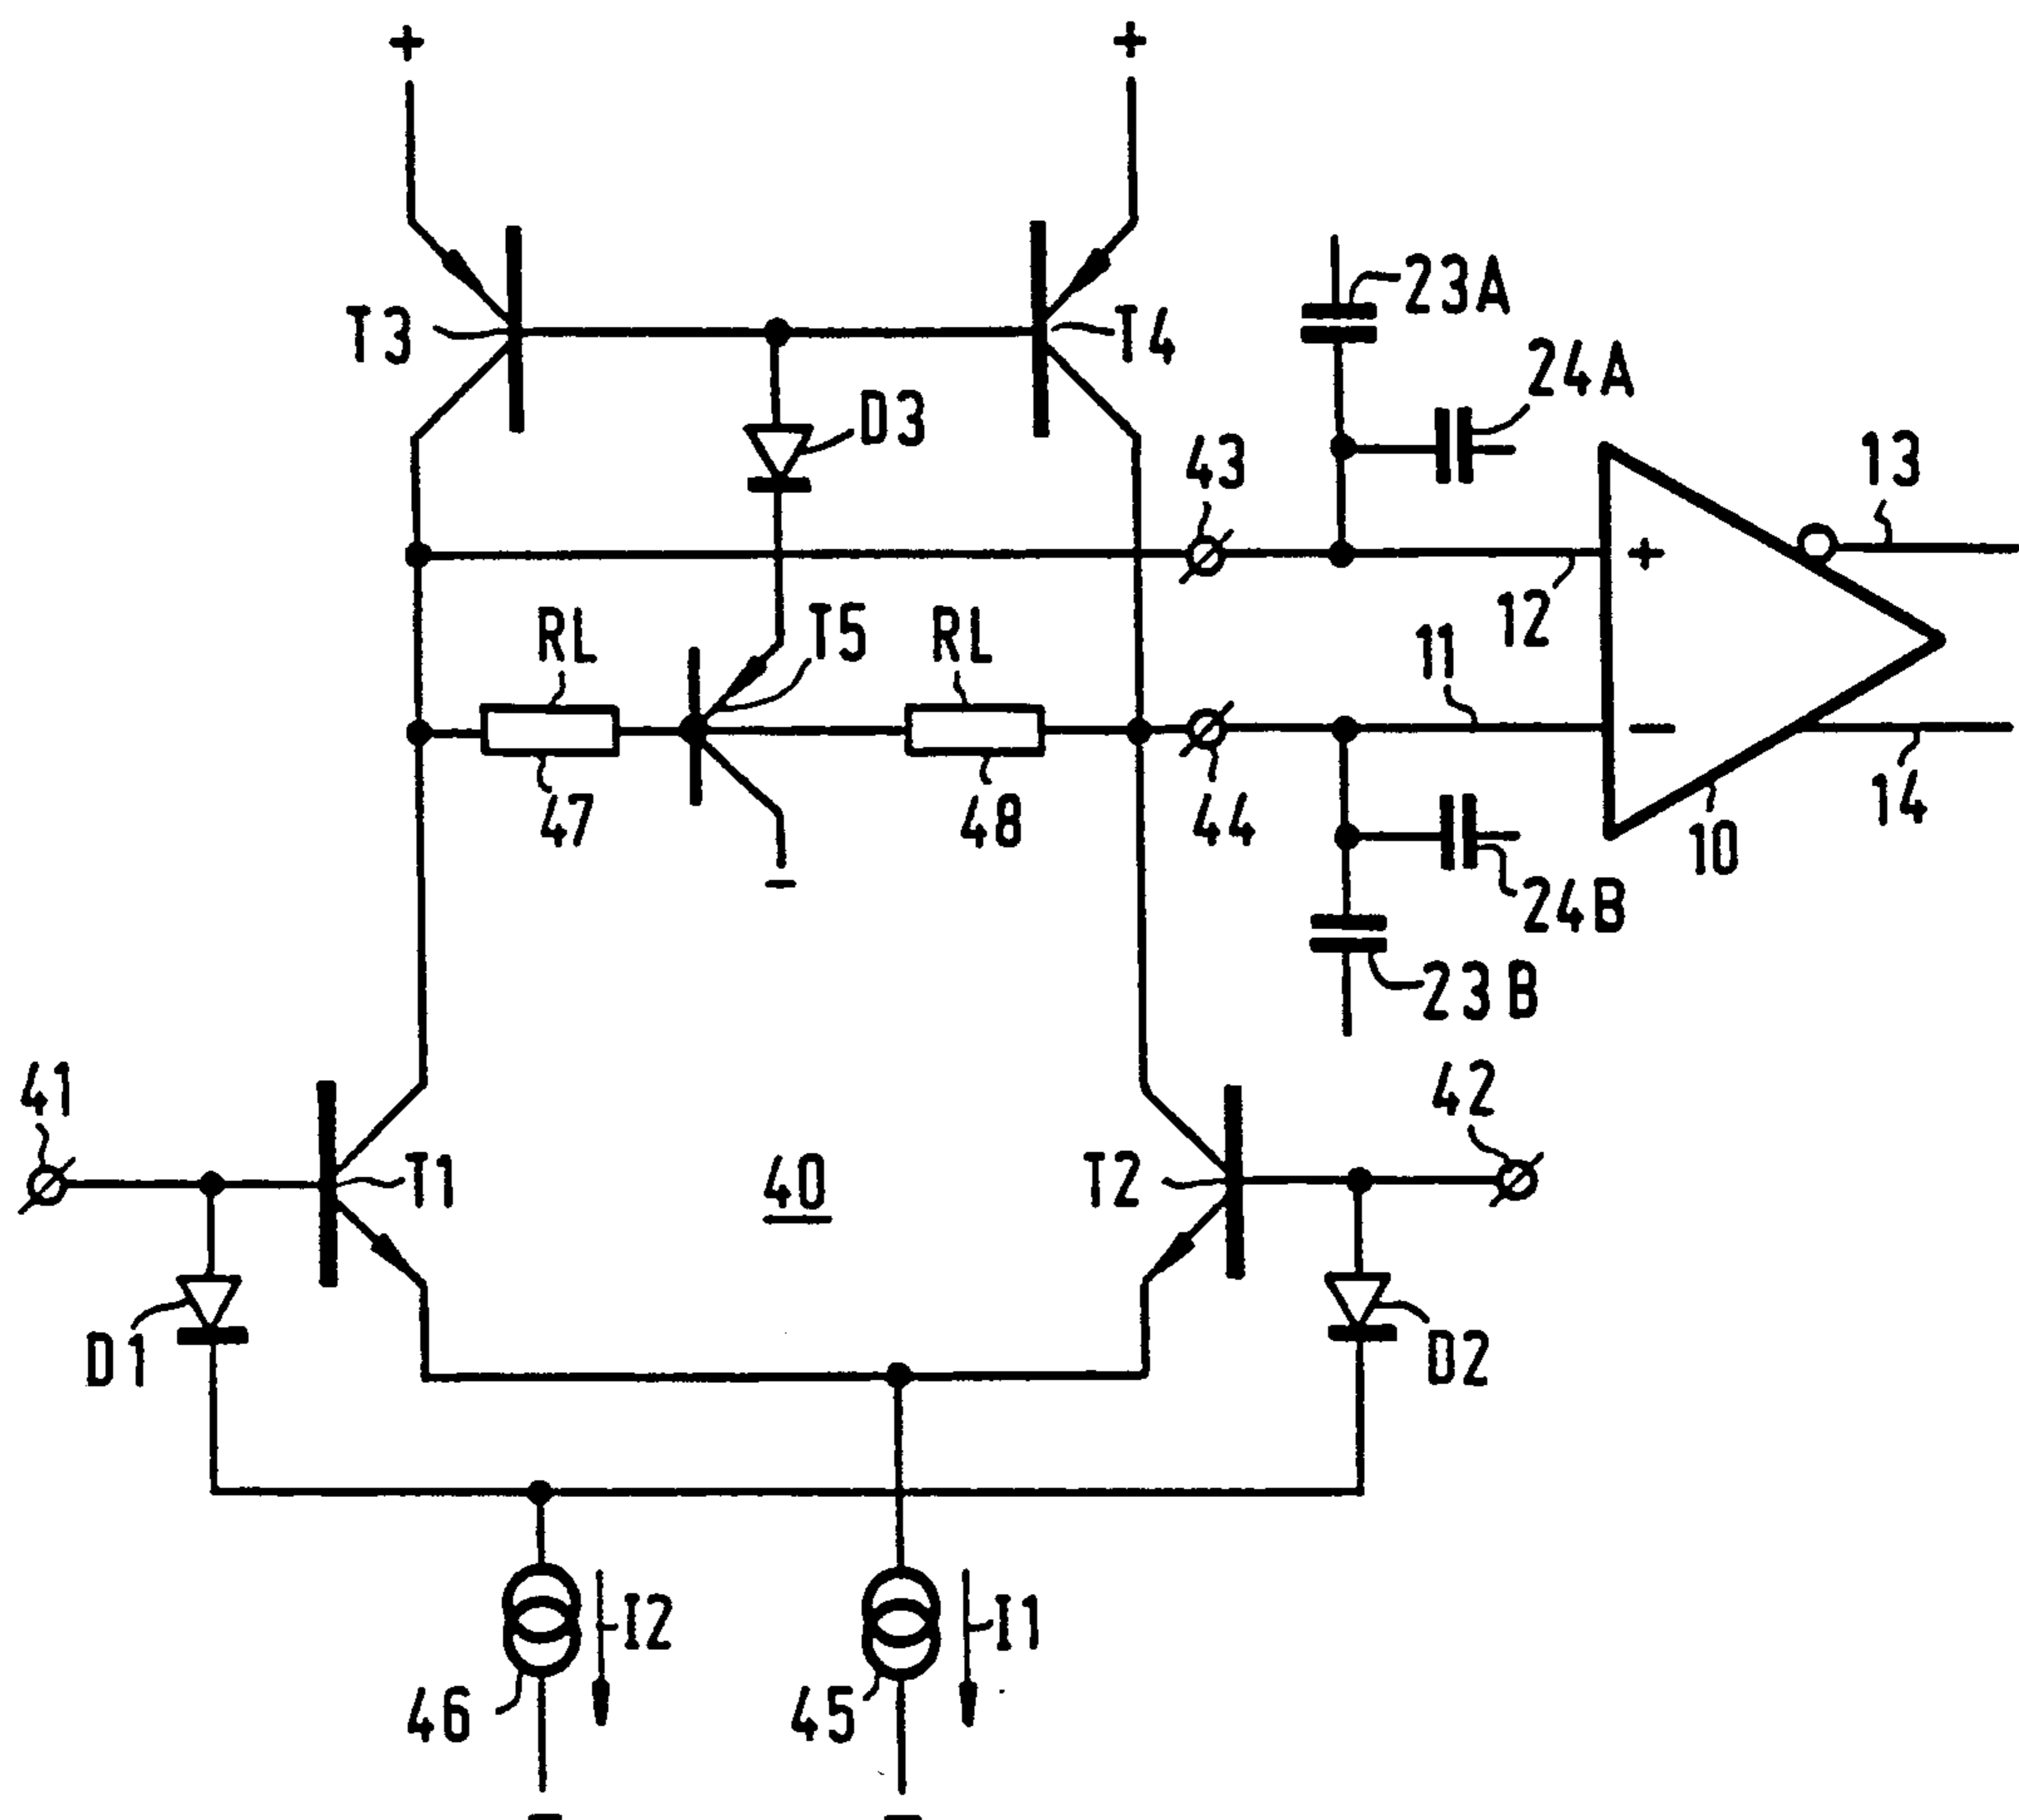 + +
23A
T3 T4
24A
D3
43
13
+
12
RL T5 RL
11
−
47 48 44
14
10
−
24B
23B
41 42
T1 40 T2
D1 D2
I2 I1
46 45
− −